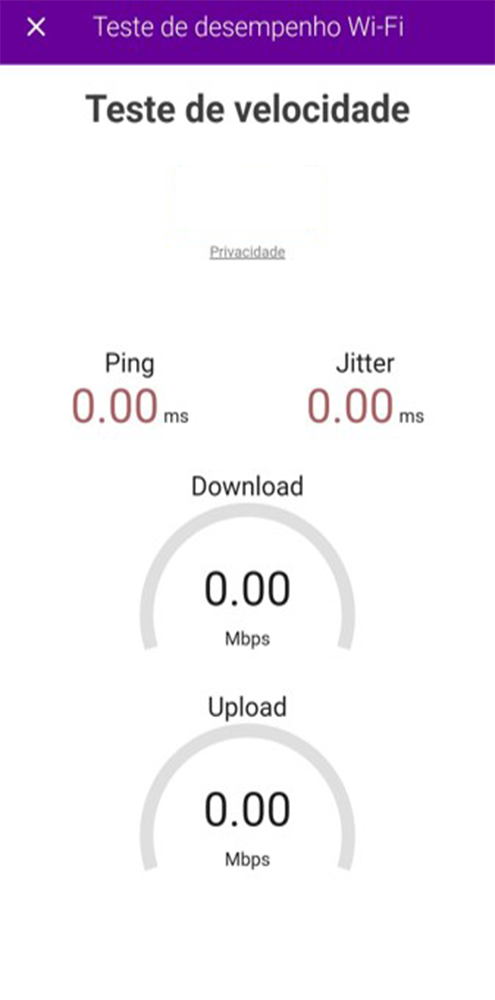 × Teste de desempenho Wi-Fi
Teste de velocidade
Privacidade
Ping Jitter
0.00 ms 0.00 ms
Download
0.00
Mbps
Upload
0.00
Mbps